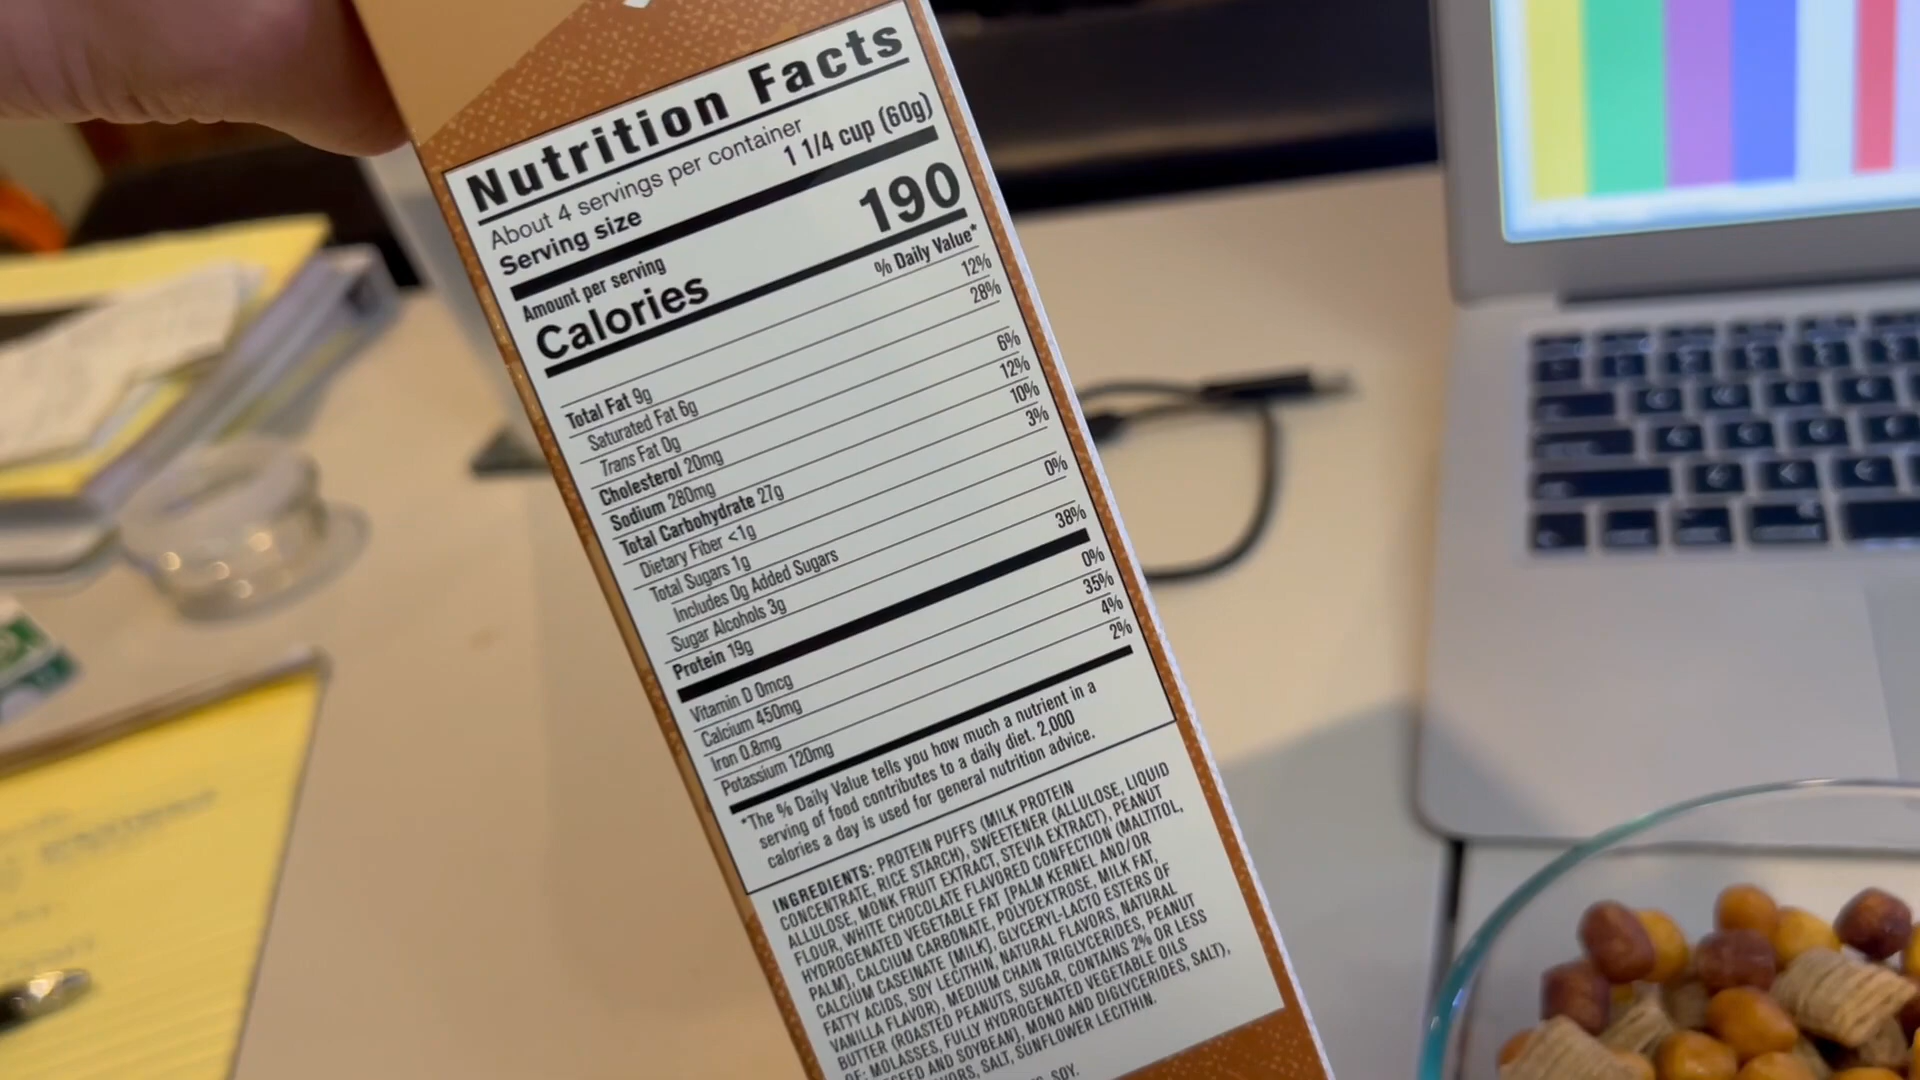 Nutrition Facts
About 4 servings per container
Serving size 1 1/4 cup (60g)
Amount per serving
Calories 190
% Daily Value*
Total Fat 9g 12%
Saturated Fat 6g 28%
Trans Fat 0g
Cholesterol 20mg 6%
Sodium 280mg 12%
Total Carbohydrate 27g 10%
Dietary Fiber <1g 3%
Total Sugars 1g
Includes 0g Added Sugars 0%
Sugar Alcohols 3g
Protein 19g 38%
Vitamin D 0mcg 0%
Calcium 450mg 35%
Iron 0.8mg 4%
Potassium 120mg 2%
*The % Daily Value tells you how much a nutrient in a
serving of food contributes to a daily diet. 2,000
calories a day is used for general nutrition advice.
INGREDIENTS: PROTEIN PUFFS (MILK PROTEIN
CONCENTRATE, RICE STARCH), SWEETENER (ALLULOSE, LIQUID
ALLULOSE, MONK FRUIT EXTRACT, STEVIA EXTRACT), PEANUT
FLOUR, WHITE CHOCOLATE FLAVORED CONFECTION (MALTITOL,
HYDROGENATED VEGETABLE FAT [PALM KERNEL AND/OR
PALM], CALCIUM CARBONATE, POLYDEXTROSE, MILK FAT,
CALCIUM CASEINATE [MILK], GLYCERYL-LACTO ESTERS OF
FATTY ACIDS, SOY LECITHIN, NATURAL FLAVORS, NATURAL
VANILLA FLAVOR), MEDIUM CHAIN TRIGLYCERIDES, PEANUT
BUTTER (ROASTED PEANUTS, SUGAR, CONTAINS 2% OR LESS
OF: MOLASSES, FULLY HYDROGENATED VEGETABLE OILS
AND SOYBEAN], MONO AND DIGLYCERIDES, SALT),
SALT, SUNFLOWER LECITHIN.
SOY.